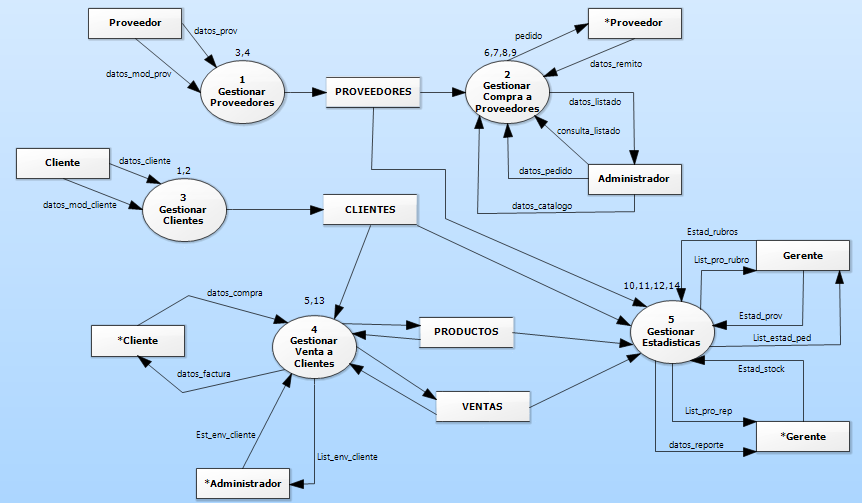 Proveedor
datos_prov
3,4
datos_mod_prov
1
Gestionar
Proveedores
PROVEEDORES
pedido
*Proveedor
6,7,8,9
datos_remito
2
Gestionar
Compra a
Proveedores
datos_listado
consulta_listado
datos_pedido
Administrador
datos_catalogo
Cliente
datos_cliente
1,2
datos_mod_cliente
3
Gestionar
Clientes
CLIENTES
Estad_rubros
Gerente
List_pro_rubro
10,11,12,14
Estad_prov
List_estad_ped
5
Gestionar
Estadisticas
datos_compra
5,13
*Cliente
4
Gestionar
Venta a
Clientes
PRODUCTOS
datos_factura
VENTAS
Estad_stock
List_pro_rep
*Gerente
datos_reporte
Est_env_cliente
List_env_cliente
*Administrador